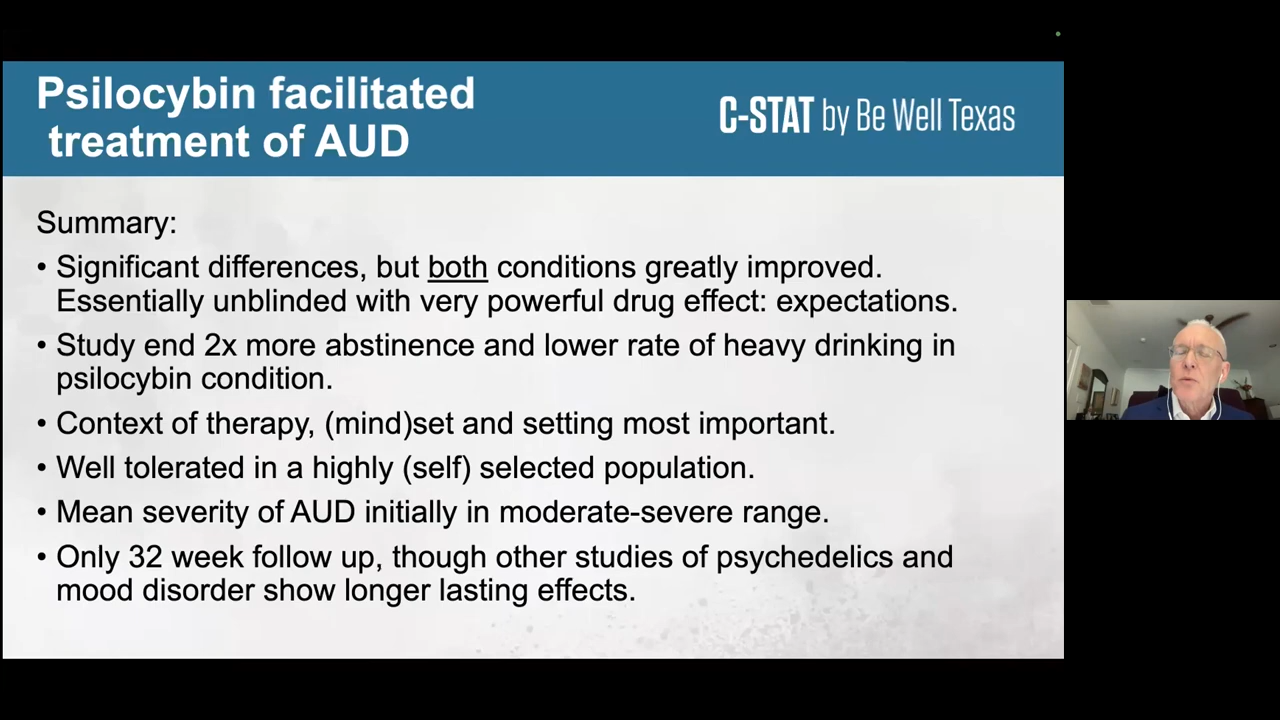 Psilocybin facilitated
treatment of AUD
C-STAT by Be Well Texas
Summary:
• Significant differences, but both conditions greatly improved.
Essentially unblinded with very powerful drug effect: expectations.
• Study end 2x more abstinence and lower rate of heavy drinking in
psilocybin condition.
• Context of therapy, (mind)set and setting most important.
• Well tolerated in a highly (self) selected population.
• Mean severity of AUD initially in moderate-severe range.
• Only 32 week follow up, though other studies of psychedelics and
mood disorder show longer lasting effects.